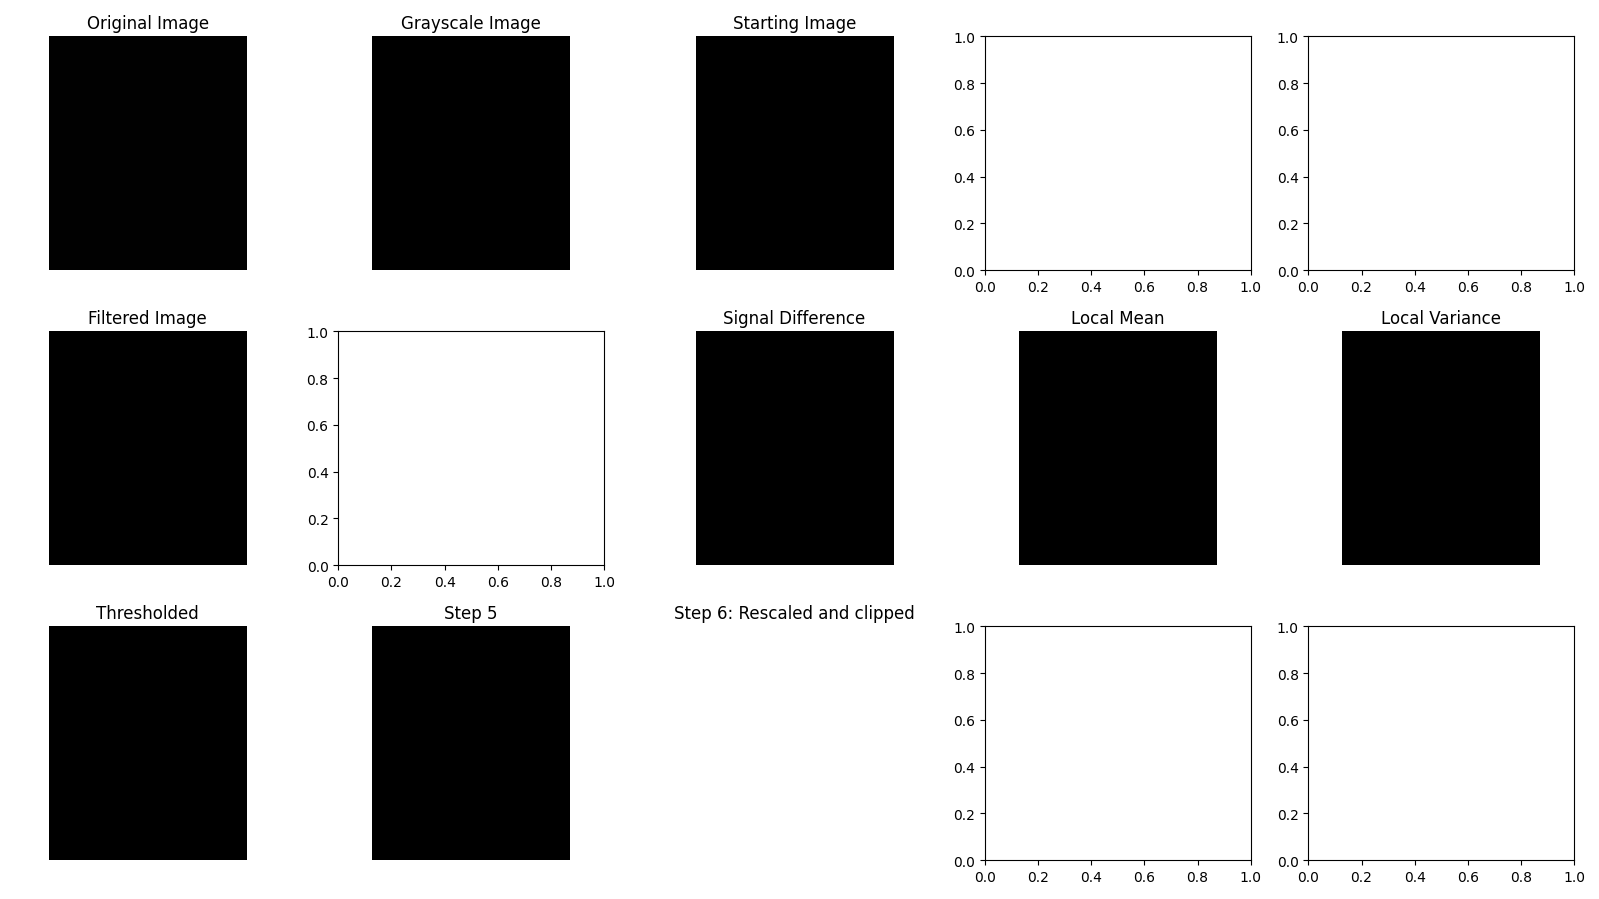 Original Image
Grayscale Image
Starting Image
1.0
0.8
0.6
0.4
0.2
0.0
0.0 0.2 0.4 0.6 0.8 1.0
1.0
0.8
0.6
0.4
0.2
0.0
0.0 0.2 0.4 0.6 0.8 1.0
Filtered Image
1.0
0.8
0.6
0.4
0.2
0.0
0.0 0.2 0.4 0.6 0.8 1.0
Signal Difference
Local Mean
Local Variance
Thresholded
Step 5
Step 6: Rescaled and clipped
1.0
0.8
0.6
0.4
0.2
0.0
0.0 0.2 0.4 0.6 0.8 1.0
1.0
0.8
0.6
0.4
0.2
0.0
0.0 0.2 0.4 0.6 0.8 1.0